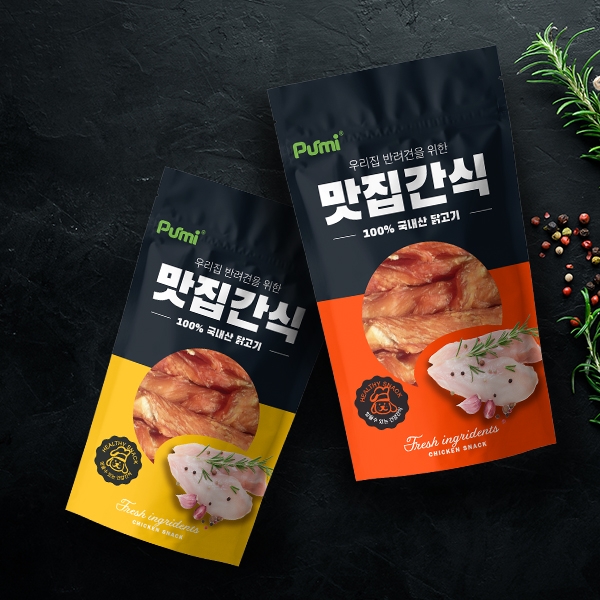 Pumi®
우리집 반려견을 위한
맛집간식
100% 국내산 닭고기
HEALTHY SNACK
Fresh ingridents
CHICKEN SNACK
Pumi®
우리집 반려견을 위한
맛집간식
100% 국내산 닭고기
HEALTHY SNACK
Fresh ingridents
CHICKEN SNACK